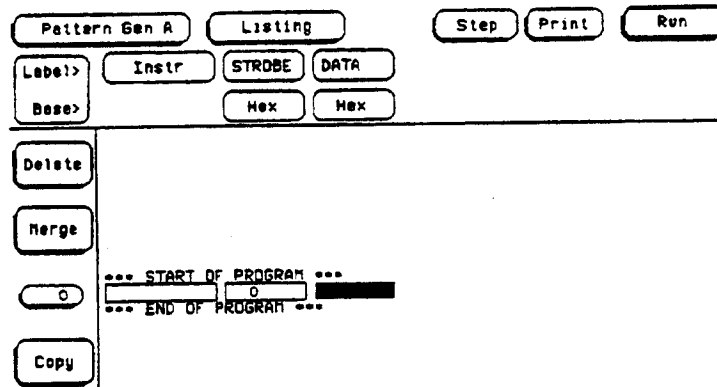 Pattern Gen A Listing Step Print Run
Label> Instr STROBE DATA
Base> Hex Hex
Delete
Merge
*** START OF PROGRAM ***
0 0
*** END OF PROGRAM ***
Copy